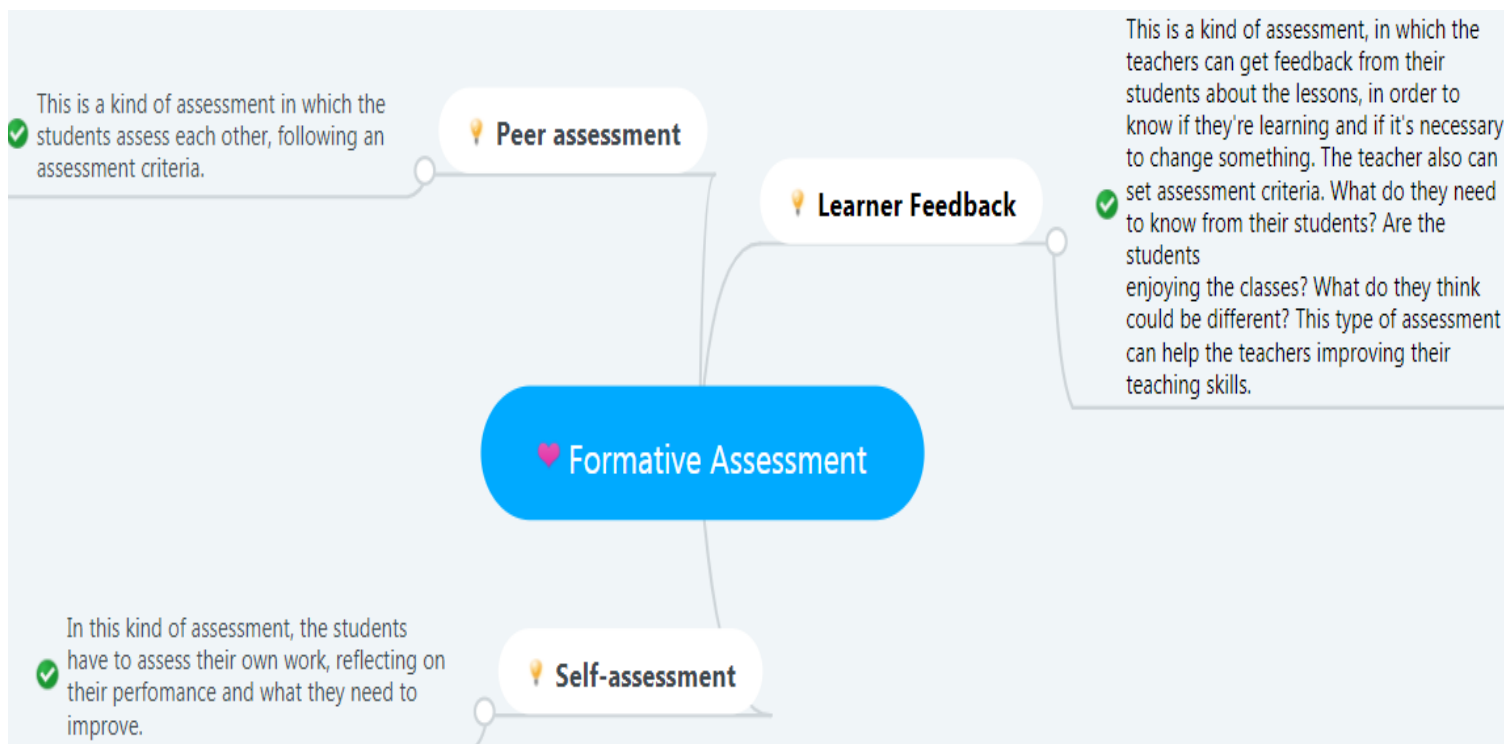 This is a kind of assessment in which the
students assess each other, following an
assessment criteria.
Peer assessment
Learner Feedback
This is a kind of assessment, in which the
teachers can get feedback from their
students about the lessons, in order to
know if they're learning and if it's necessary
to change something. The teacher also can
set assessment criteria. What do they need
to know from their students? Are the
students
enjoying the classes? What do they think
could be different? This type of assessment
can help the teachers improving their
teaching skills.
Formative Assessment
In this kind of assessment, the students
have to assess their own work, reflecting on
their perfomance and what they need to
improve.
Self-assessment